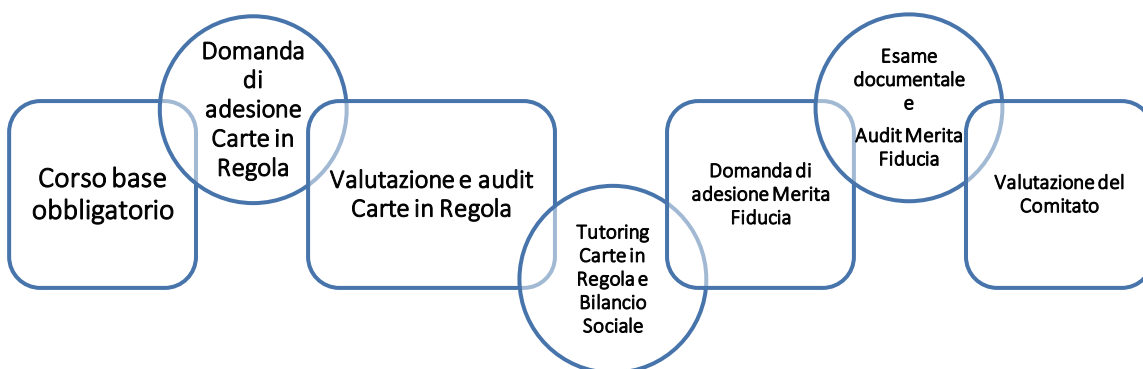 Corso base
obbligatorio
Domanda
di
adesione
Carte in
Regola
Valutazione e audit
Carte in Regola
Tutoring
Carte in
Regola e
Bilancio
Sociale
Domanda di
adesione Merita
Fiducia
Esame
documentale
e
Audit Merita
Fiducia
Valutazione del
Comitato